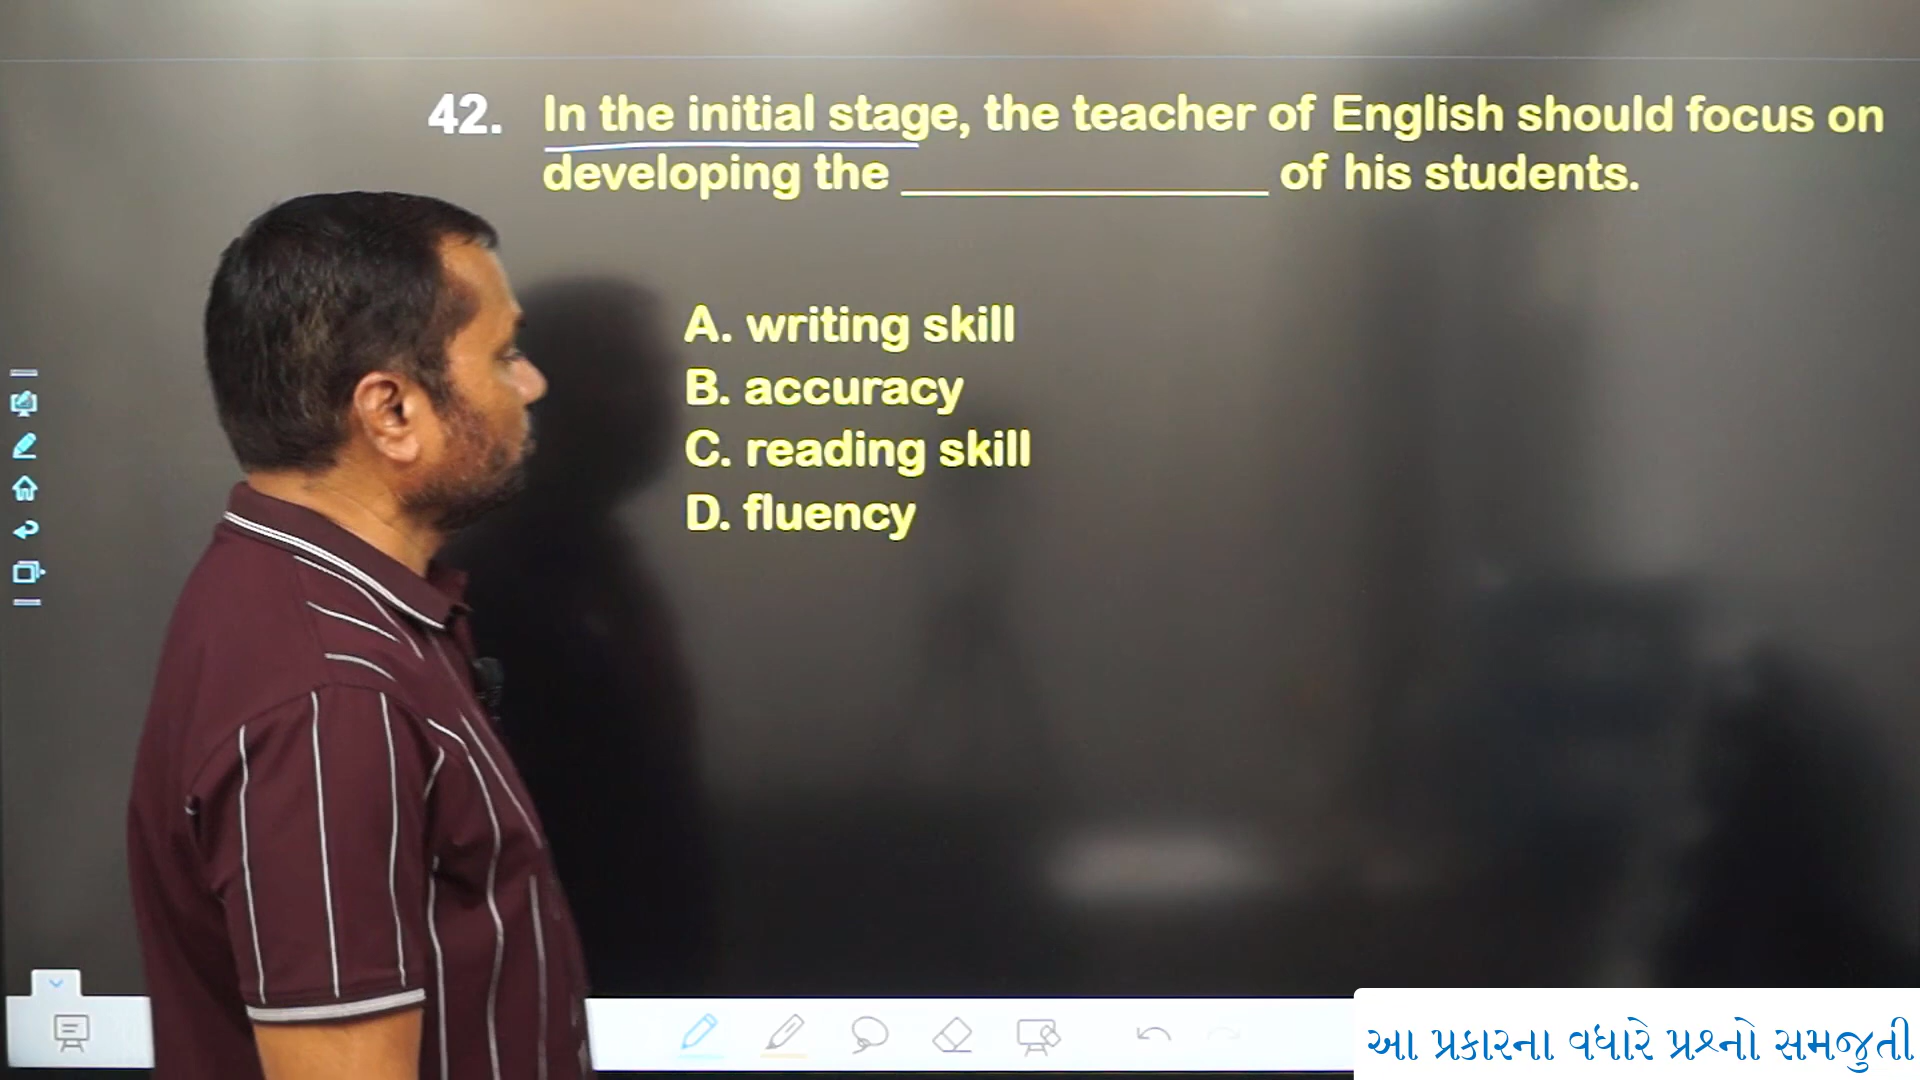 42. In the initial stage, the teacher of English should focus on
developing the ______________ of his students.
A. writing skill
B. accuracy
C. reading skill
D. fluency
આ પ્રકારના વધારે પ્રશ્નો સમજુતી